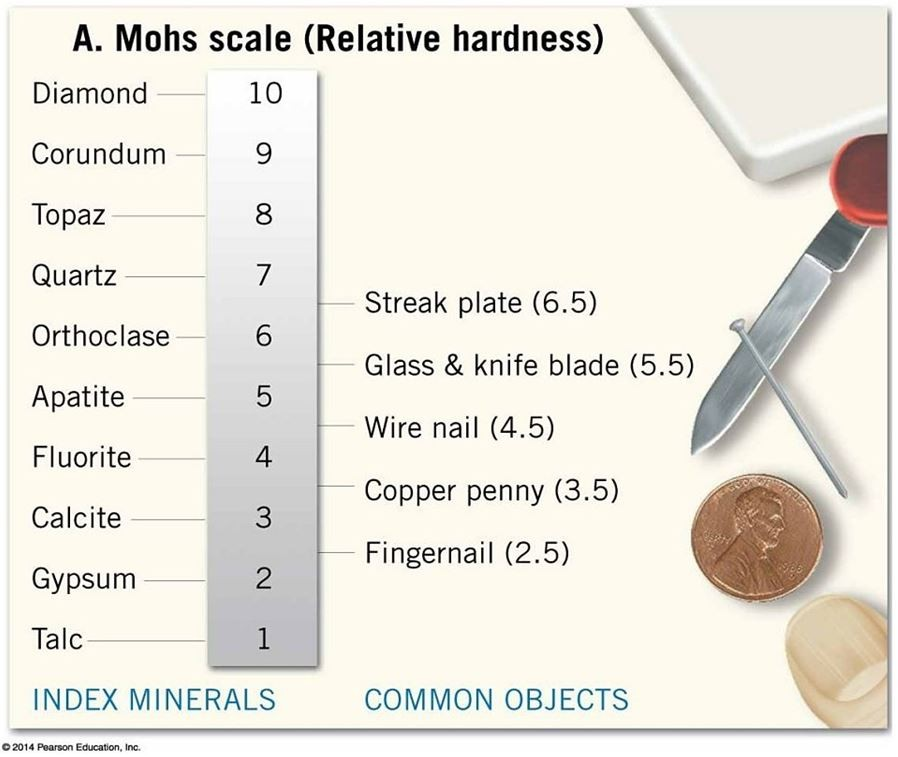 A. Mohs scale (Relative hardness)
Diamond 10
Corundum 9
Topaz 8
Quartz 7
Streak plate (6.5)
Orthoclase 6
Glass & knife blade (5.5)
Apatite 5
Wire nail (4.5)
Fluorite 4
Copper penny (3.5)
Calcite 3
Fingernail (2.5)
Gypsum 2
Talc 1
INDEX MINERALS COMMON OBJECTS
© 2014 Pearson Education, Inc.